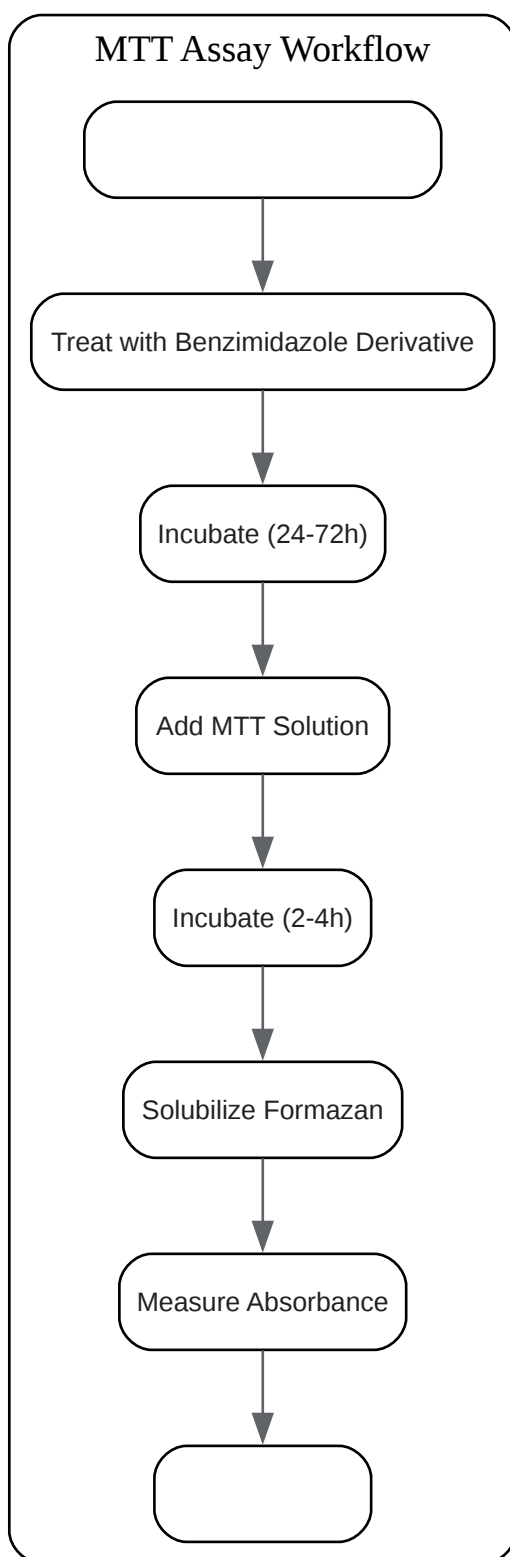 MTT Assay Workflow
Treat with Benzimidazole Derivative
Incubate (24-72h)
Add MTT Solution
Incubate (2-4h)
Solubilize Formazan
Measure Absorbance